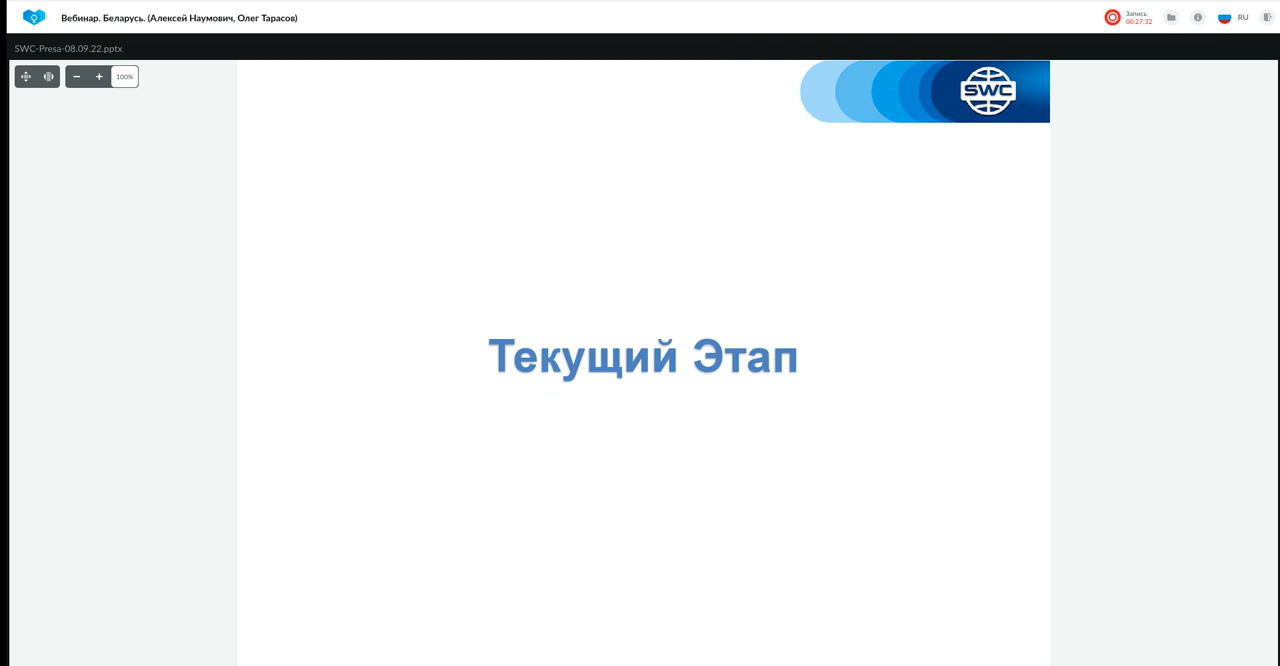 Вебинар. Беларусь. (Алексей Наумович, Олег Тарасов)
Запись
00:27:32
RU
SWC-Presa-08.09.22.pptx
100%
SWC
Текущий Этап